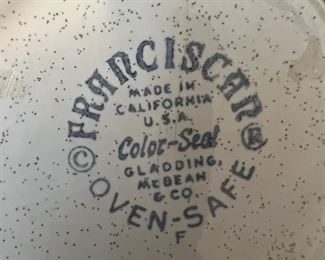 © FRANCISCAN ®
MADE IN
CALIFORNIA
U.S.A.
Color-Seal
GLADDING,
McBEAN
& CO.
OVEN-SAFE
F